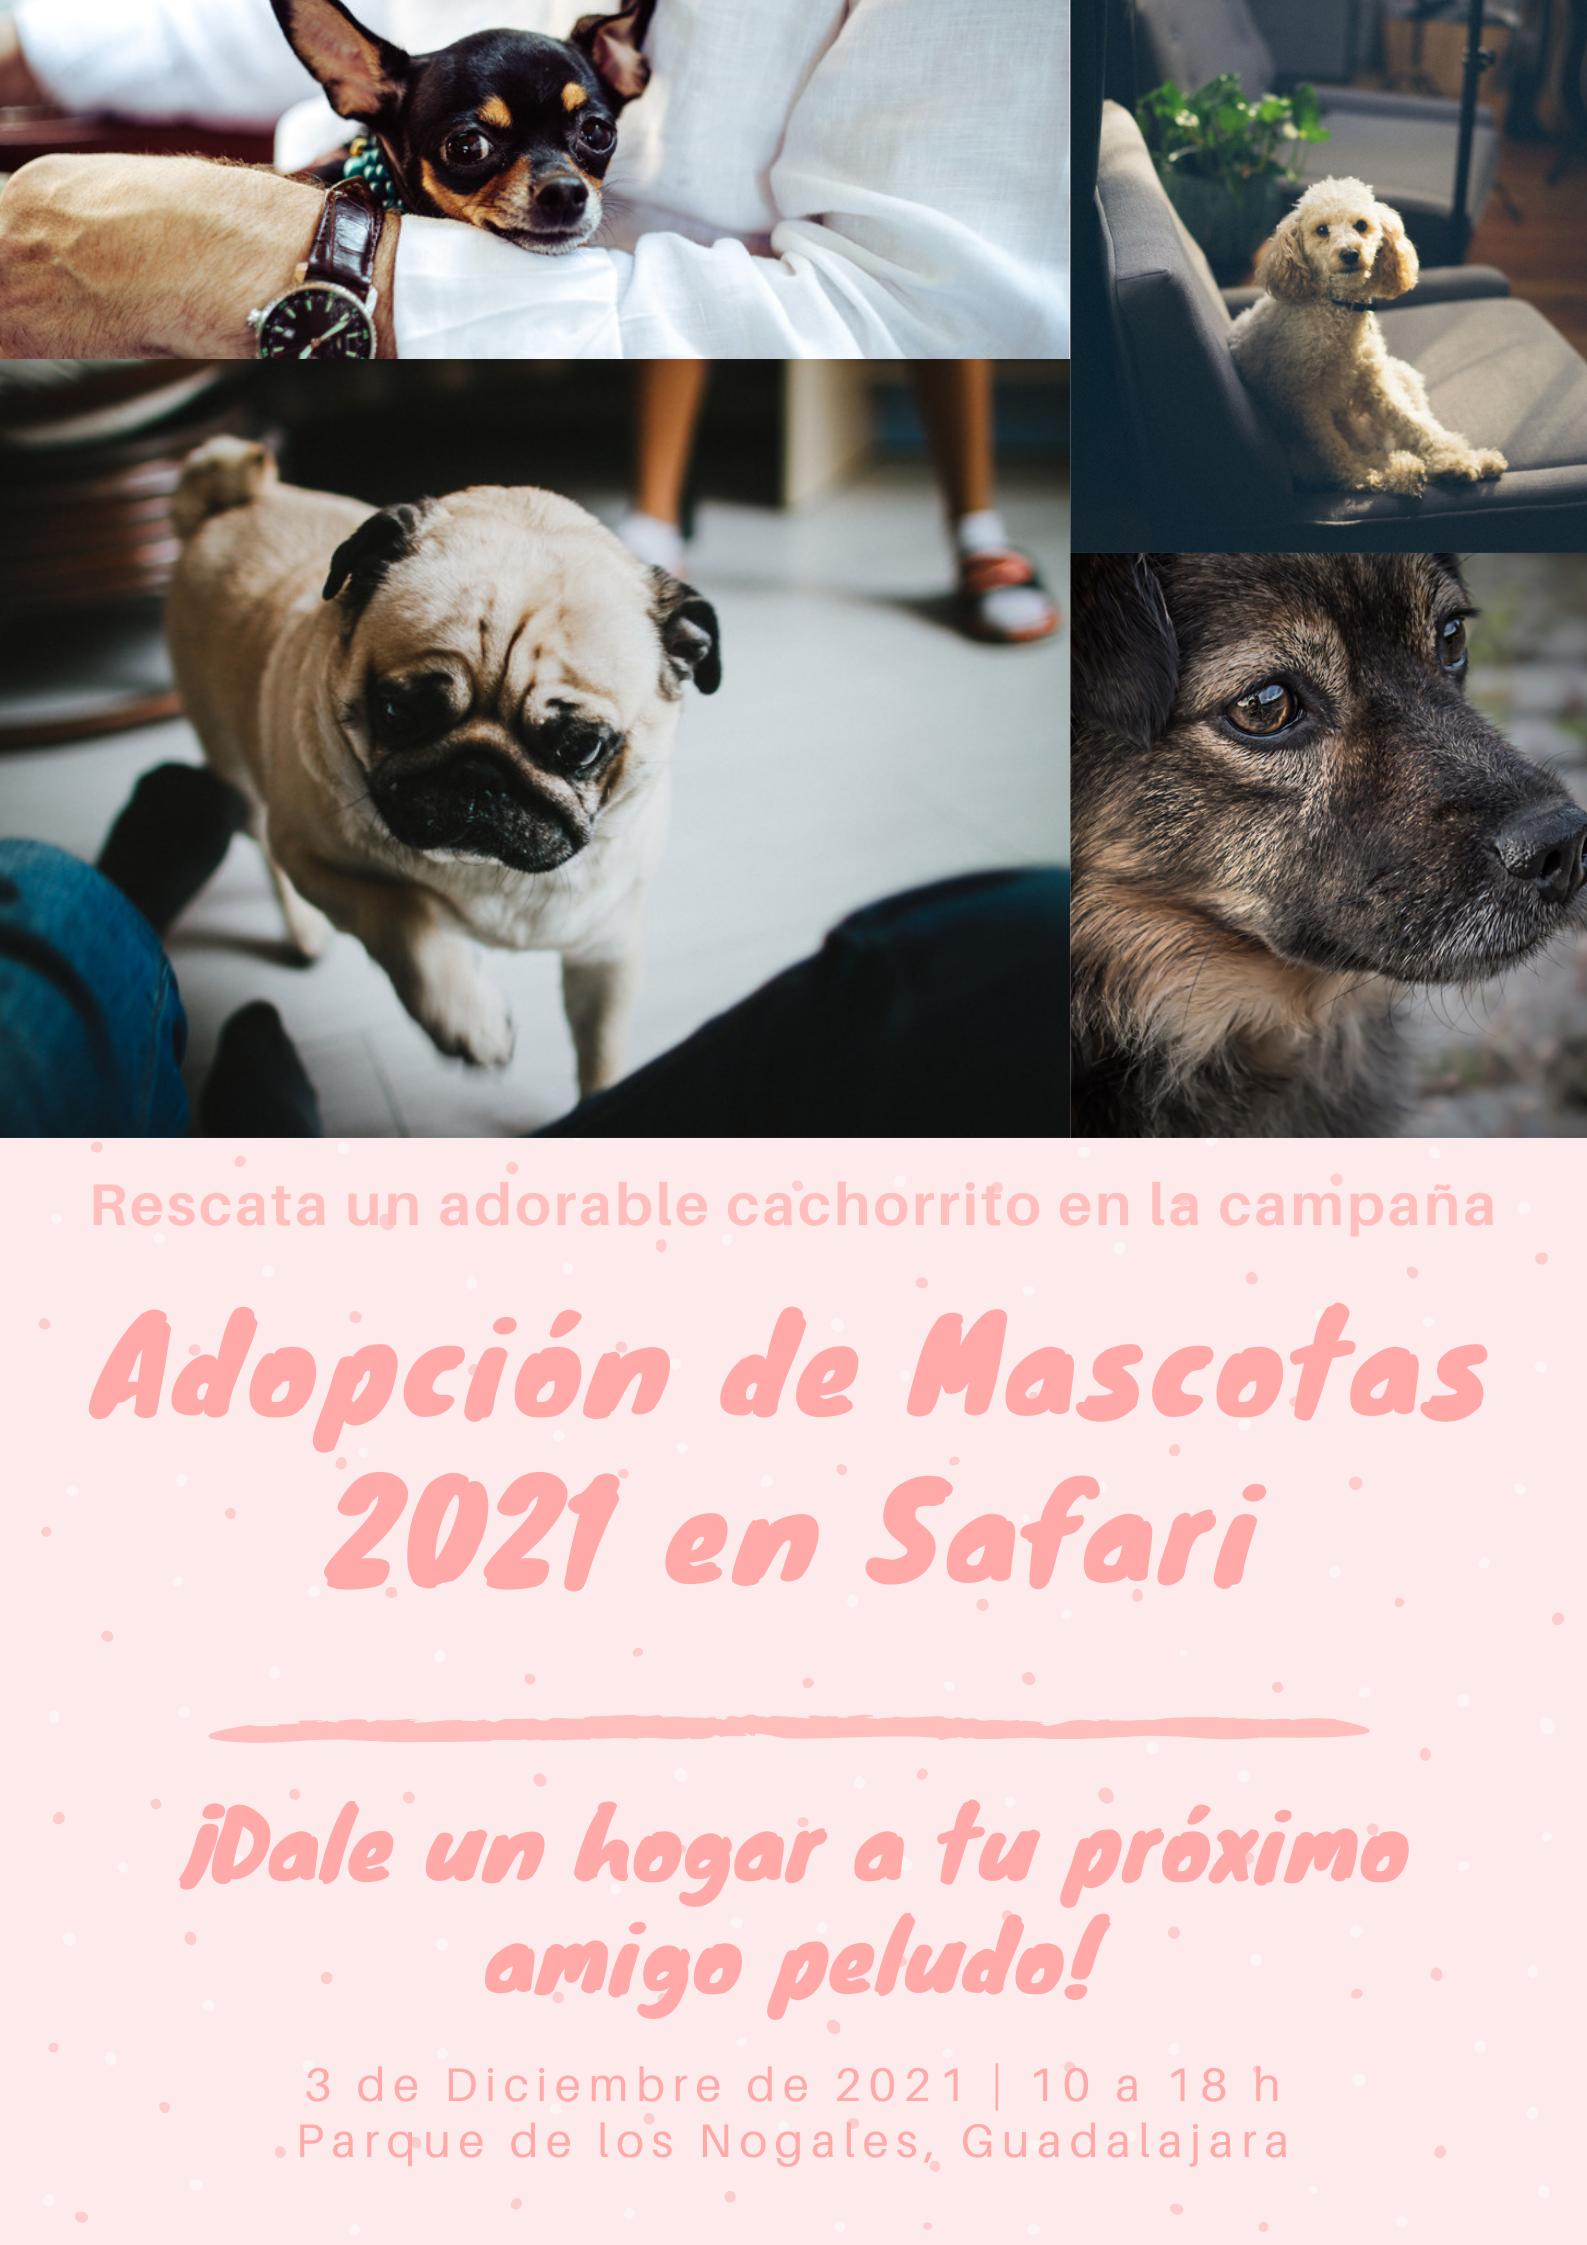 Rescata un adorable cachorrito en la campaña
Adopción de Mascotas
2021 en Safari
¡Dale un hogar a tu próximo
amigo peludo!
3 de Diciembre de 2021 | 10 a 18 h
Parque de los Nogales, Guadalajara